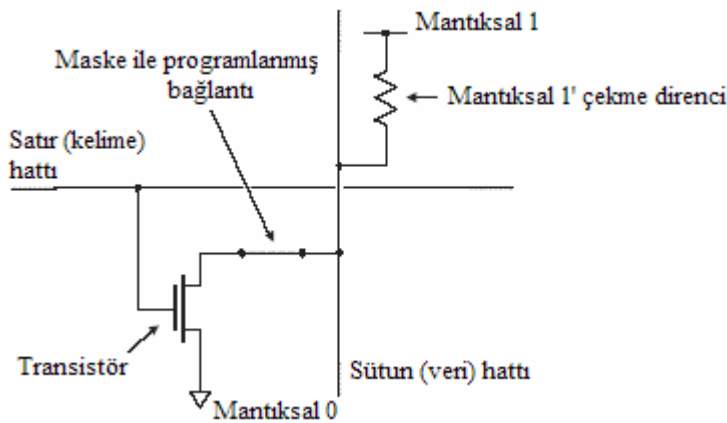 Mantıksal 1
Maske ile programlanmış
bağlantı
Mantıksal 1' çekme direnci
Satır (kelime)
hattı
Transistör
Sütun (veri) hattı
Mantıksal 0